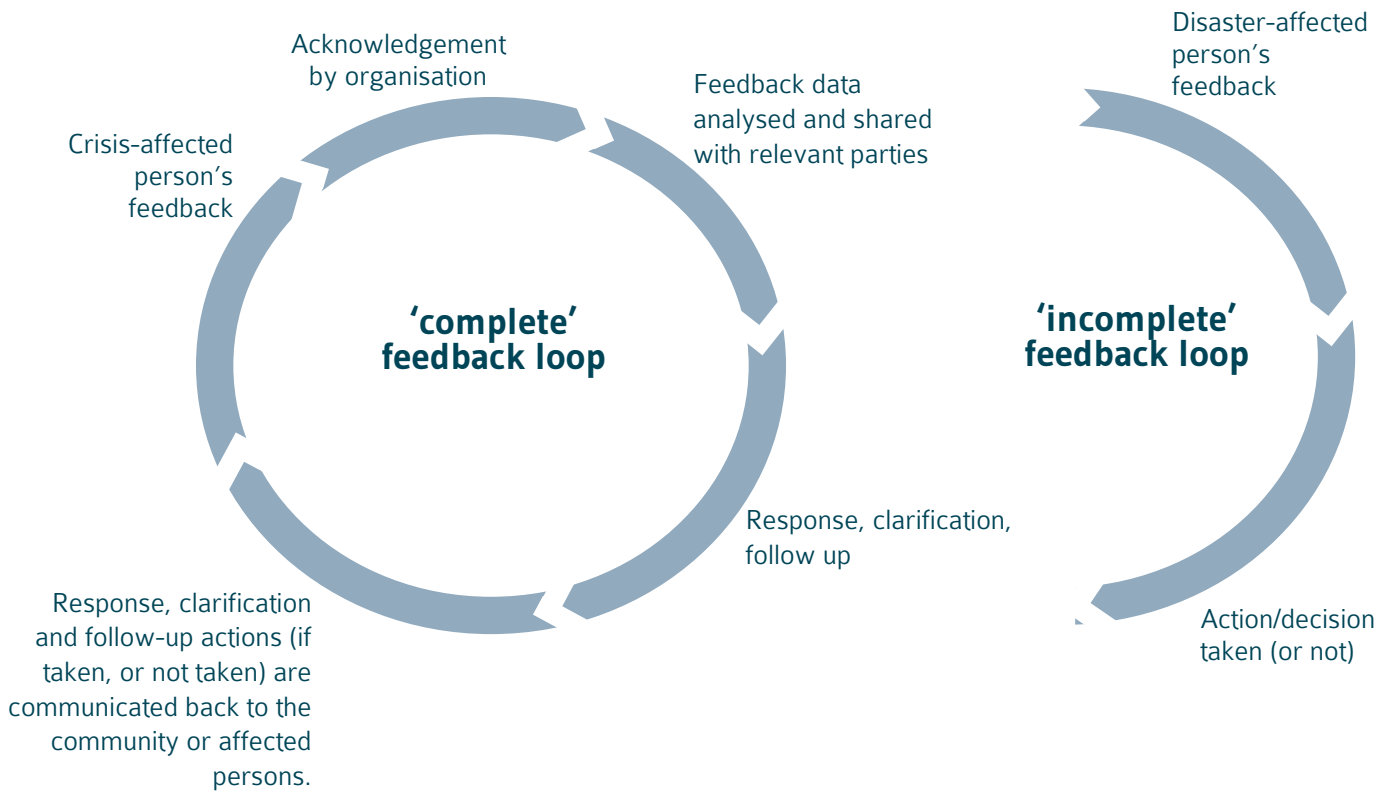 Acknowledgement
by organisation
Feedback data
analysed and shared
with relevant parties
Crisis-affected
person's
feedback
'complete'
feedback loop
Response, clarification,
follow up
Response, clarification
and follow-up actions (if
taken, or not taken) are
communicated back to the
community or affected
persons.
Disaster-affected
person's
feedback
'incomplete'
feedback loop
Action/decision
taken (or not)